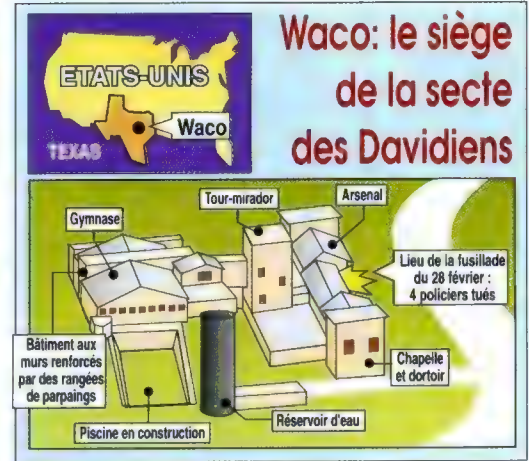 Waco: le siège
de la secte
des Davidiens
ETATS-UNIS
Waco
TEXAS
Tour-mirador
Arsenal
Gymnase
Lieu de la fusillade
du 28 février :
4 policiers tués
Bâtiment aux
murs renforcés
par des rangées
de parpaings
Chapelle
et dortoir
Réservoir d'eau
Piscine en construction